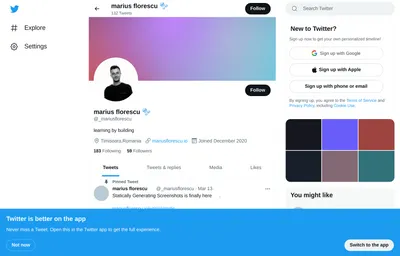 Explore
Settings
marius florescu
112 Tweets
Follow
Follow
marius florescu
@_mariusflorescu
learning by building
Timisoara, Romania
mariusflorescu.io
Joined December 2020
183 Following
59 Followers
Tweets
Tweets & replies
Media
Likes
Pinned Tweet
marius florescu
@_mariusflorescu · Mar 13
Statically Generating Screenshots is finally here
Search Twitter
New to Twitter?
Sign up now to get your own personalized timeline!
Sign up with Google
Sign up with Apple
Sign up with phone or email
By signing up, you agree to the Terms of Service and
Privacy Policy, including Cookie Use.
You might like
Twitter is better on the app
Never miss a Tweet. Open this in the Twitter app to get the full experience.
Not now
Switch to the app